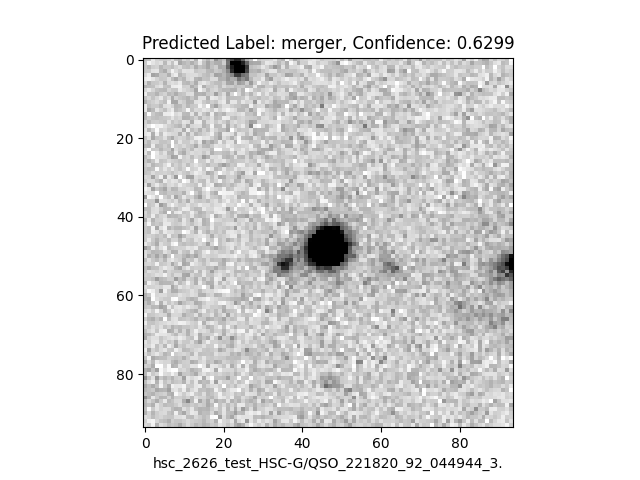 Predicted Label: merger, Confidence: 0.6299
0
20
40
60
80
0 20 40 60 80
hsc_2626_test_HSC-G/QSO_221820_92_044944_3.